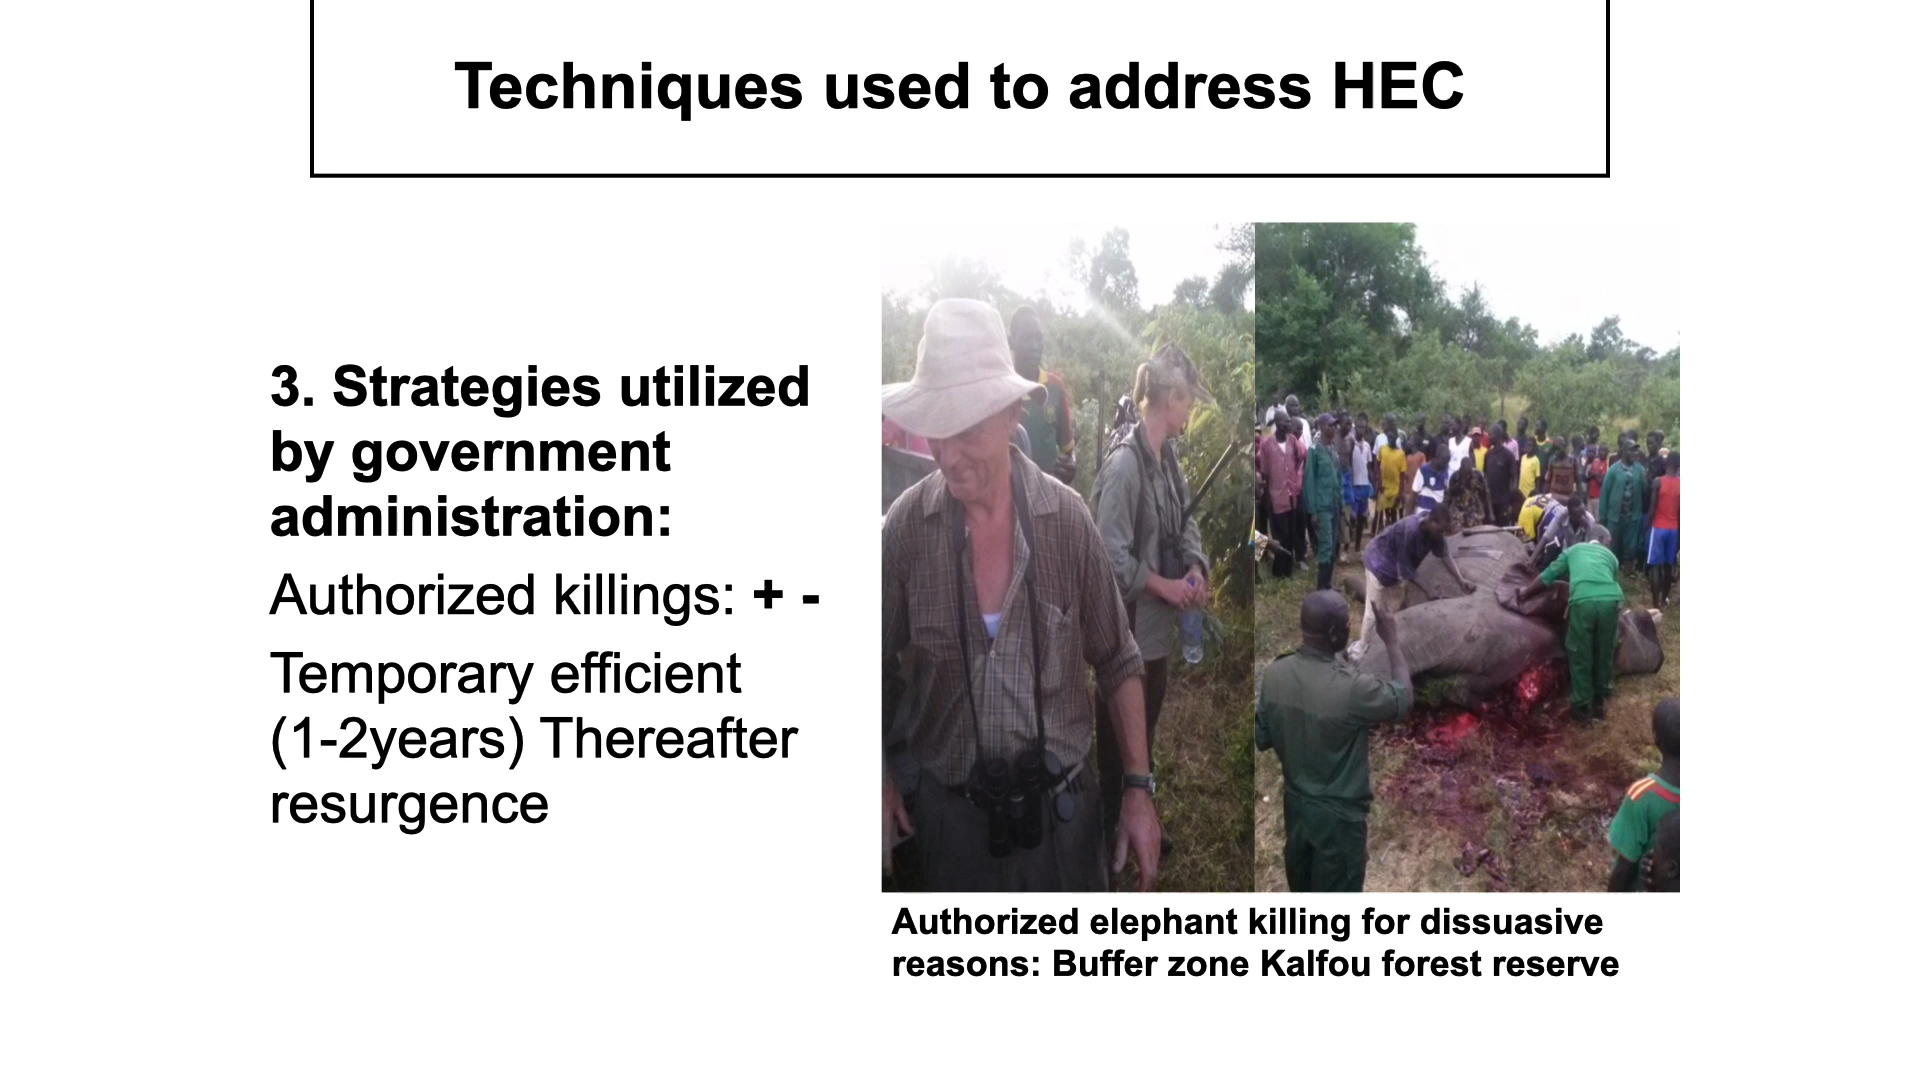 Techniques used to address HEC
3. Strategies utilized
by government
administration:
Authorized killings: + -
Temporary efficient
(1-2years) Thereafter
resurgence
Authorized elephant killing for dissuasive
reasons: Buffer zone Kalfou forest reserve